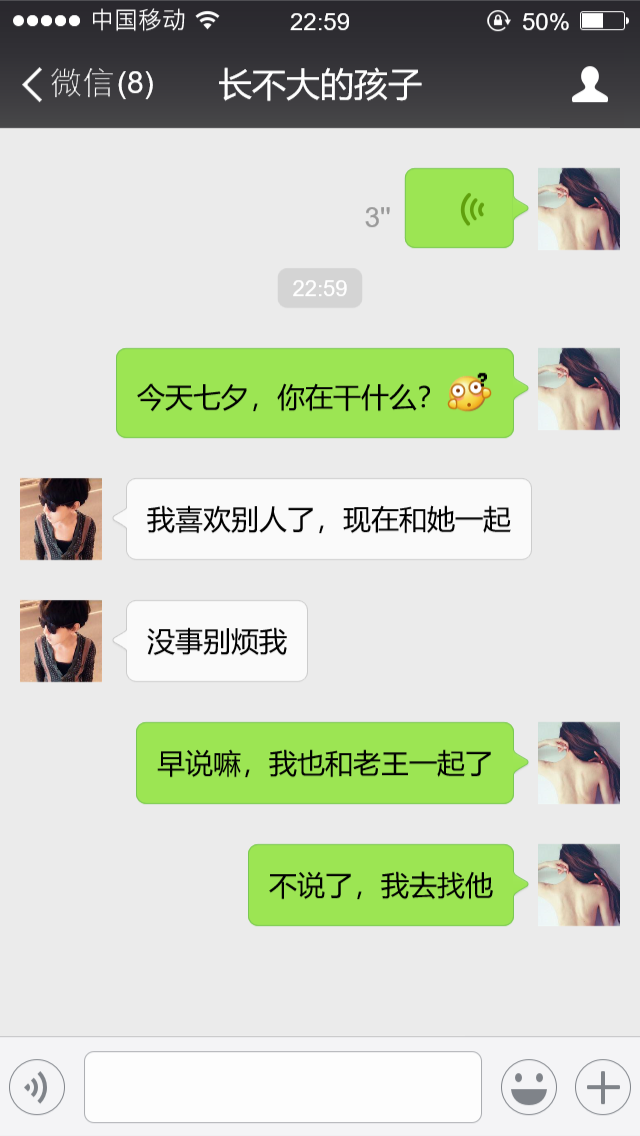 中国移动 22:59 50%
微信(8) 长不大的孩子
3"
22:59
今天七夕，你在干什么？
我喜欢别人了，现在和她一起
没事别烦我
早说嘛，我也和老王一起了
不说了，我去找他